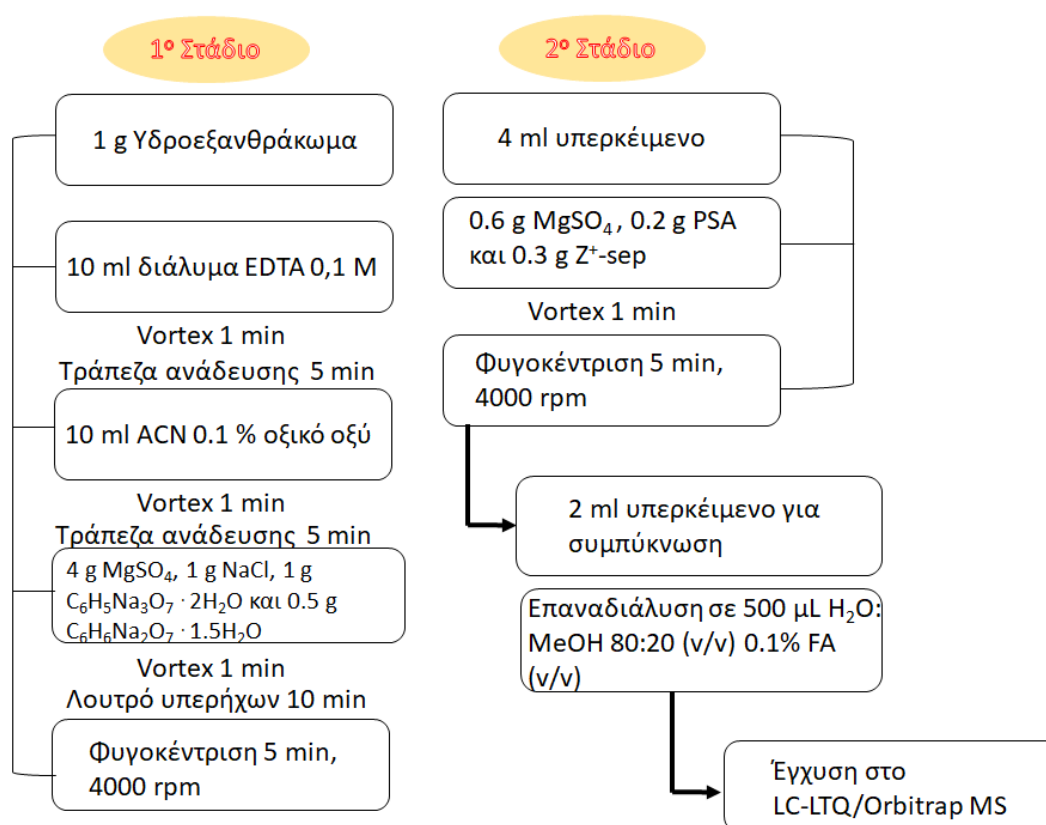 1º Στάδιο
1 g Υδροεξανθράκωμα
10 ml διάλυμα EDTA 0,1 M
Vortex 1 min
Τράπεζα ανάδευσης 5 min
10 ml ACN 0.1 % οξικό οξύ
Vortex 1 min
Τράπεζα ανάδευσης 5 min
4 g MgSO₄, 1 g NaCl, 1 g
C₆H₅Na₃O₇ · 2H₂O και 0.5 g
C₆H₆Na₂O₇ · 1.5H₂O
Vortex 1 min
Λουτρό υπερήχων 10 min
Φυγοκέντριση 5 min,
4000 rpm
2º Στάδιο
4 ml υπερκείμενο
0.6 g MgSO₄ , 0.2 g PSA
και 0.3 g Z⁺-sep
Vortex 1 min
Φυγοκέντριση 5 min,
4000 rpm
2 ml υπερκείμενο για
συμπύκνωση
Επαναδιάλυση σε 500 μL H₂O:
MeOH 80:20 (v/v) 0.1% FA
(v/v)
Έγχυση στο
LC-LTQ/Orbitrap MS